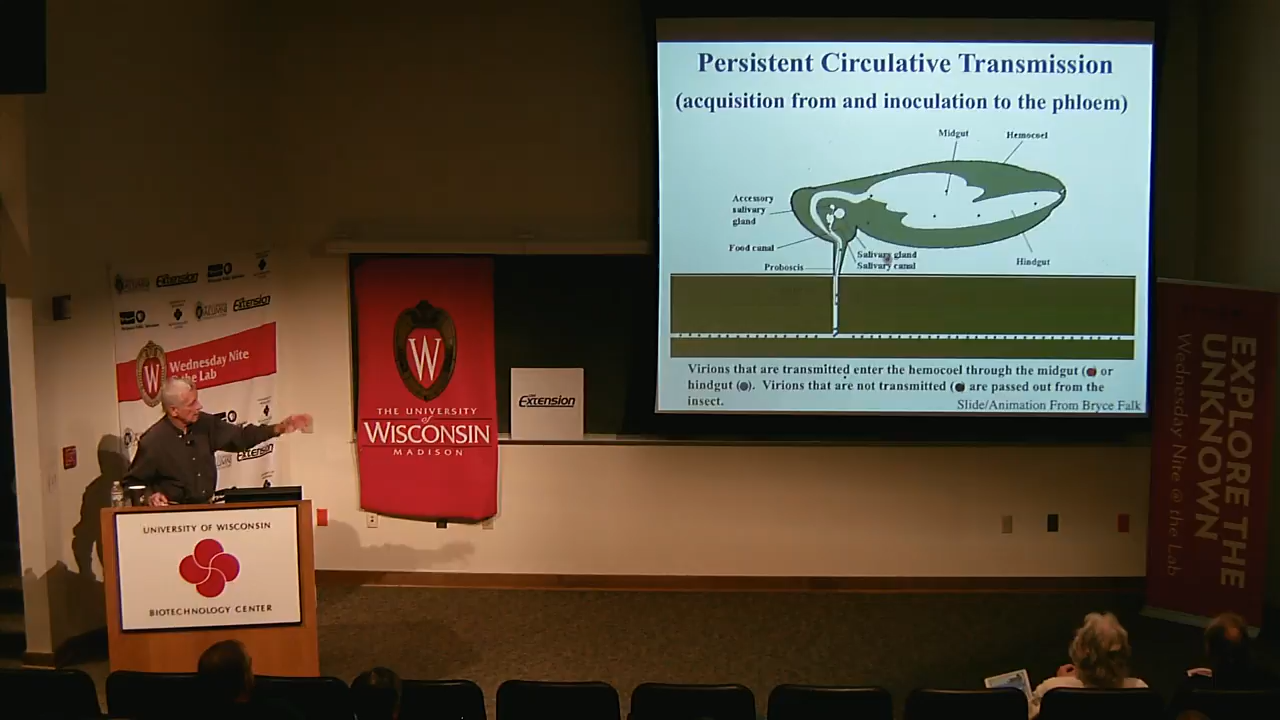 Persistent Circulative Transmission
(acquisition from and inoculation to the phloem)
Midgut
Hemocoel
Accessory
salivary
gland
Food canal
Salivary gland
Salivary canal
Proboscis
Hindgut
Virions that are transmitted enter the hemocoel through the midgut ( ) or
hindgut ( ). Virions that are not transmitted ( are passed out from the
insect.
Slide/Animation From Bryce Falk
Extension
Extension
Wednesday Nite
@ the Lab
Extension
W
THE UNIVERSITY
of
WISCONSIN
MADISON
Extension
UNIVERSITY OF WISCONSIN
BIOTECHNOLOGY CENTER
EXPLORE THE
UNKNOWN
Wednesday Nite @ the Lab